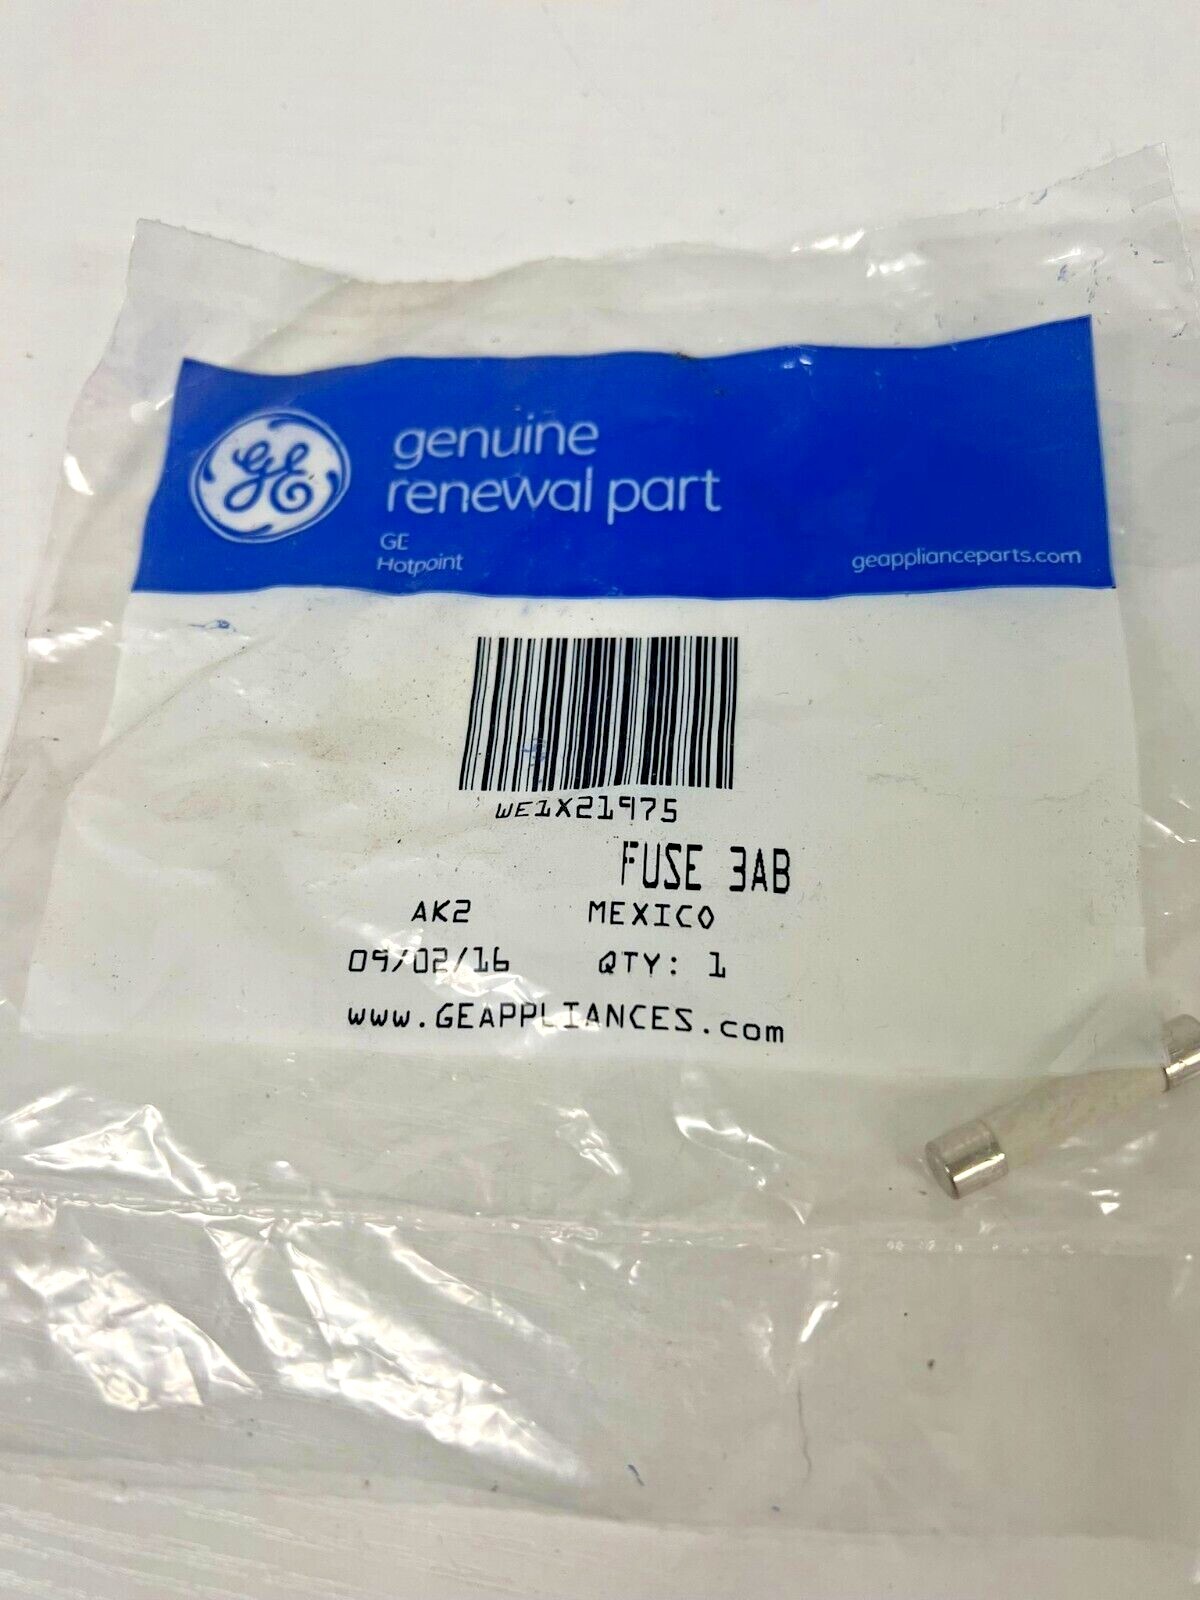 GE
genuine
renewal part
GE
Hotpoint
geapplianceparts.com
WE1X21975
FUSE 3AB
AK2 MEXICO
09/02/16 QTY: 1
www.GEAPPLIANCES.com